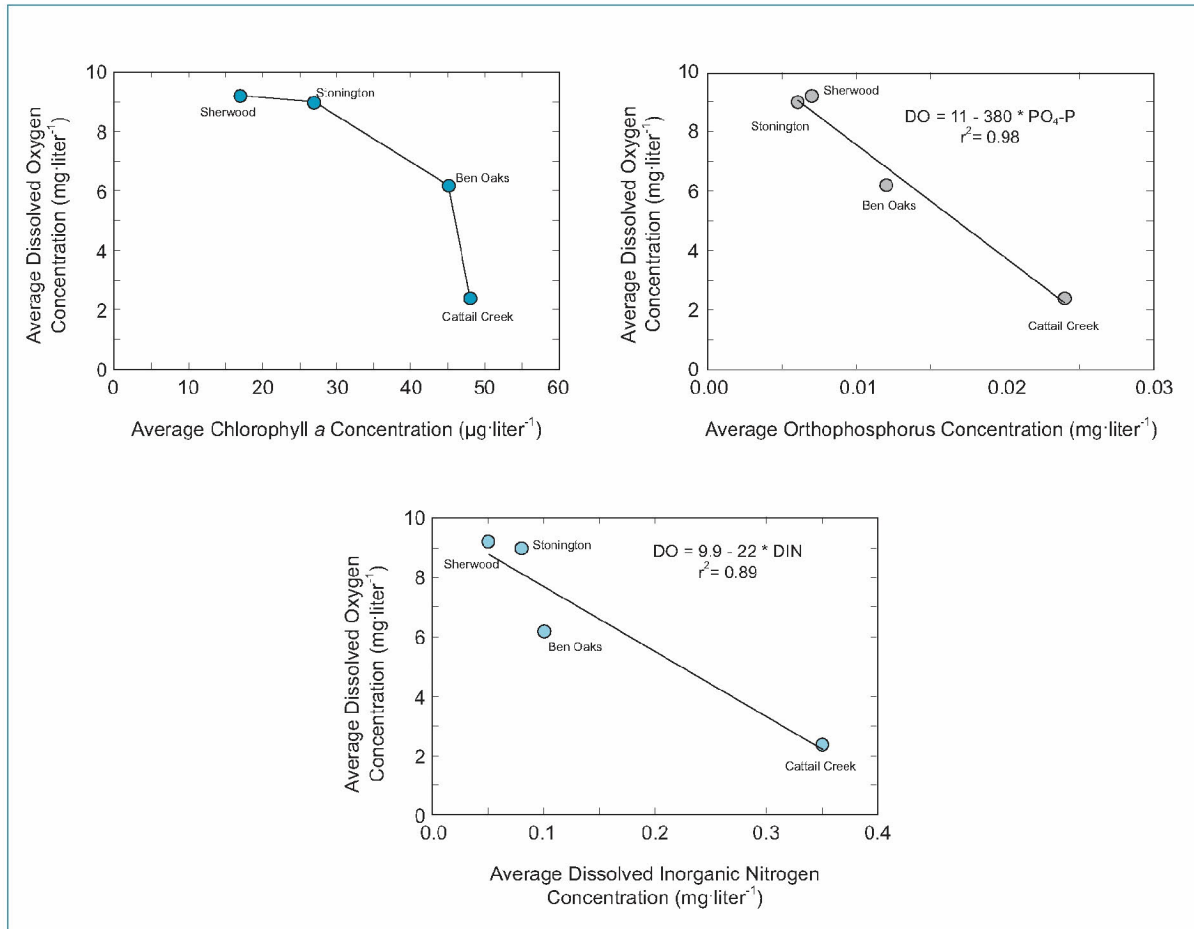 10
8
6
4
2
0
Average Dissolved Oxygen
Concentration (mg·liter-1)
Sherwood
Stonington
Ben Oaks
Cattail Creek
0 10 20 30 40 50 60
Average Chlorophyll a Concentration (µg·liter-1)
10
8
6
4
2
0
Average Dissolved Oxygen
Concentration (mg·liter-1)
Sherwood
Stonington
DO = 11 - 380 * PO4-P
r2= 0.98
Ben Oaks
Cattail Creek
0.00 0.01 0.02 0.03
Average Orthophosphorus Concentration (mg·liter-1)
10
8
6
4
2
0
Average Dissolved Oxygen
Concentration (mg·liter-1)
Sherwood
Stonington
DO = 9.9 - 22 * DIN
r2= 0.89
Ben Oaks
Cattail Creek
0.0 0.1 0.2 0.3 0.4
Average Dissolved Inorganic Nitrogen
Concentration (mg·liter-1)